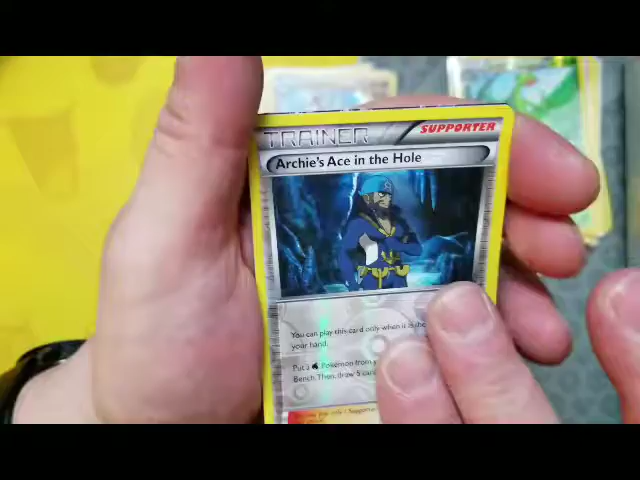 TRAINER
SUPPORTER
Archie's Ace in the Hole
You can play this card only when it is the
your hand.
Put a Pokémon from
Bench. Then, draw 5